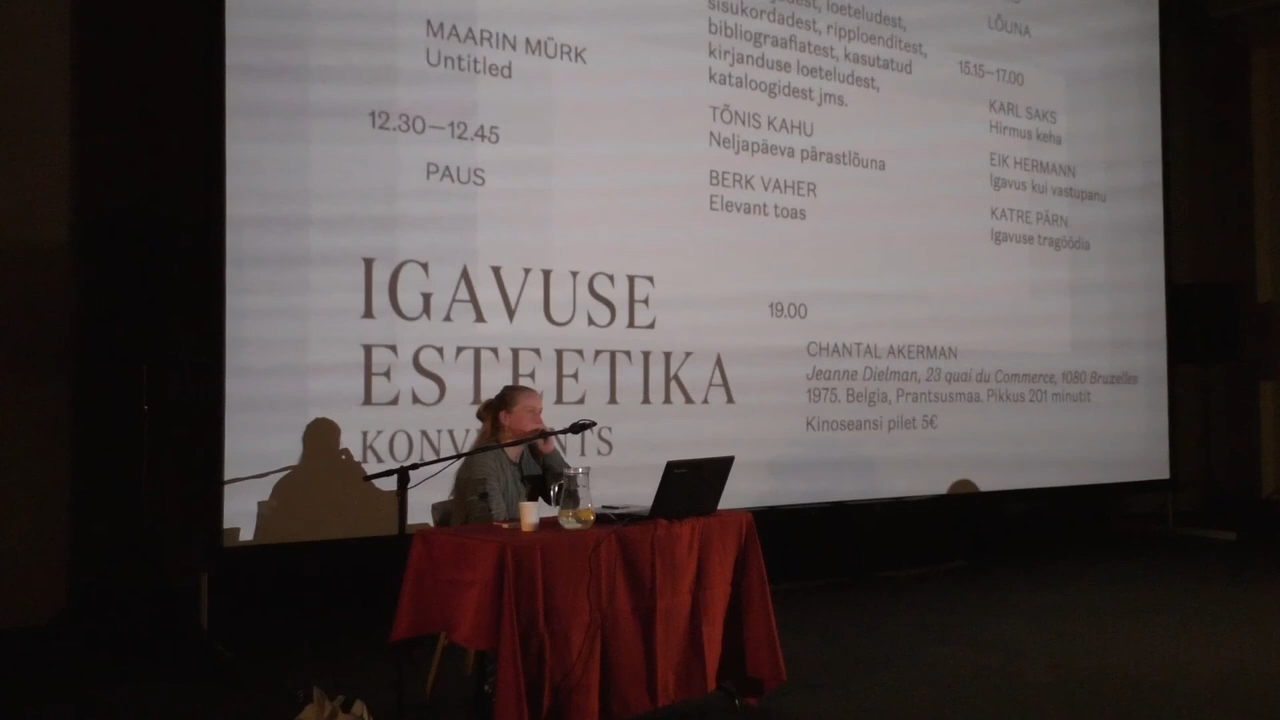 MAARIN MÜRK
Untitled
12.30—12.45
PAUS
loeteludest,
sisukordadest, ripploenditest,
bibliograafiatest, kasutatud
kirjanduse loeteludest,
kataloogidest jms.
TÕNIS KAHU
Neljapäeva pärastlõuna
BERK VAHER
Elevant toas
LÕUNA
15.15—17.00
KARL SAKS
Hirmus keha
EIK HERMANN
Igavus kui vastupanu
KATRE PÄRN
Igavuse tragöödia
IGAVUSE
ESTEETIKA
19.00
CHANTAL AKERMAN
Jeanne Dielman, 23 quai du Commerce, 1080 Bruxelles
1975. Belgia, Prantsusmaa. Pikkus 201 minutit
Kinoseansi pilet 5€